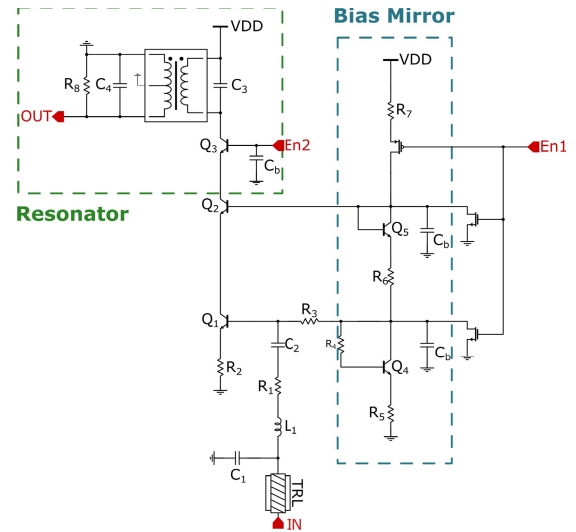 Bias Mirror
VDD
VDD
R8
C4
C3
R7
OUT
Q3
En2
En1
Cb
Resonator
Q2
Q5
Cb
R6
R3
Q1
C2
R4
Cb
Q4
R2
R1
R5
L1
C1
TRL
IN